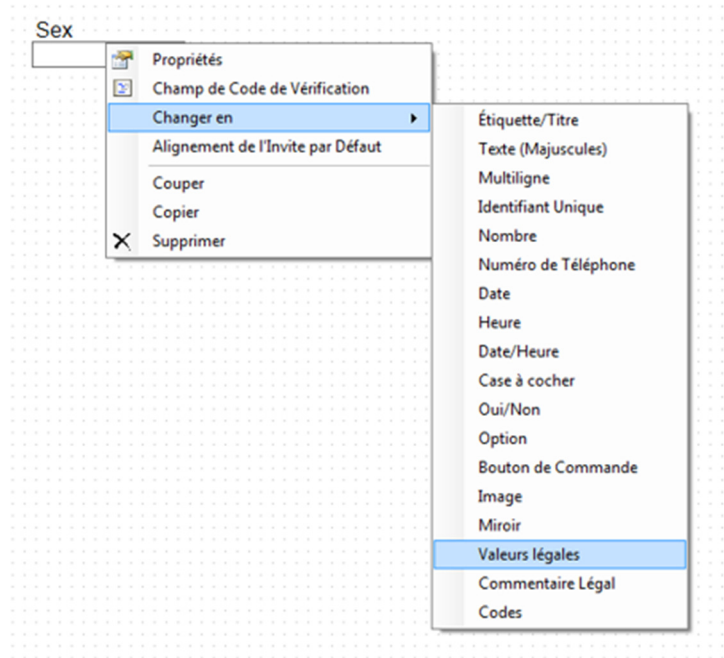 Sex
Propriétés
Champ de Code de Vérification
Changer en
Alignement de l'Invite par Défaut
Couper
Copier
Supprimer
Étiquette/Titre
Texte (Majuscules)
Multiligne
Identifiant Unique
Nombre
Numéro de Téléphone
Date
Heure
Date/Heure
Case à cocher
Oui/Non
Option
Bouton de Commande
Image
Miroir
Valeurs légales
Commentaire Légal
Codes